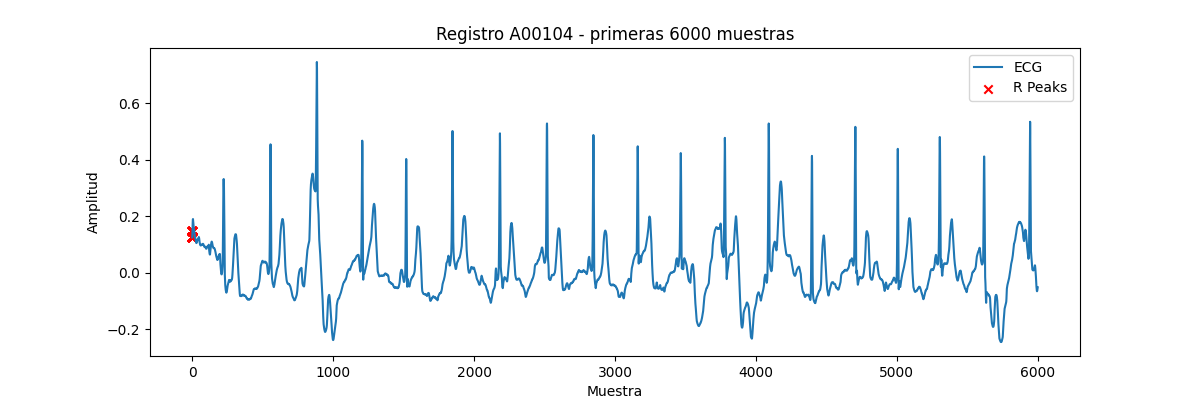 Registro A00104 - primeras 6000 muestras
ECG
R Peaks
Amplitud
0.6
0.4
0.2
0.0
−0.2
0 1000 2000 3000 4000 5000 6000
Muestra